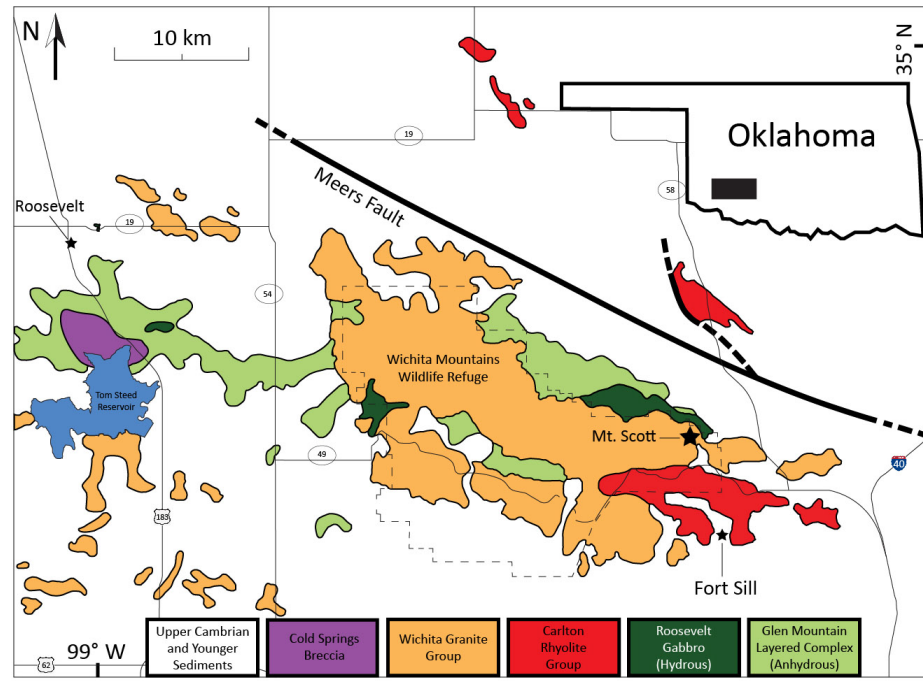 N
10 km
35° N
19
Oklahoma
Meers Fault
58
Roosevelt
19
54
Wichita Mountains
Wildlife Refuge
Tom Steed
Reservoir
Mt. Scott
49
40
183
Fort Sill
Upper Cambrian
and Younger
Sediments
Cold Springs
Breccia
Wichita Granite
Group
Carlton
Rhyolite
Group
Roosevelt
Gabbro
(Hydrous)
Glen Mountain
Layered Complex
(Anhydrous)
62
99° W